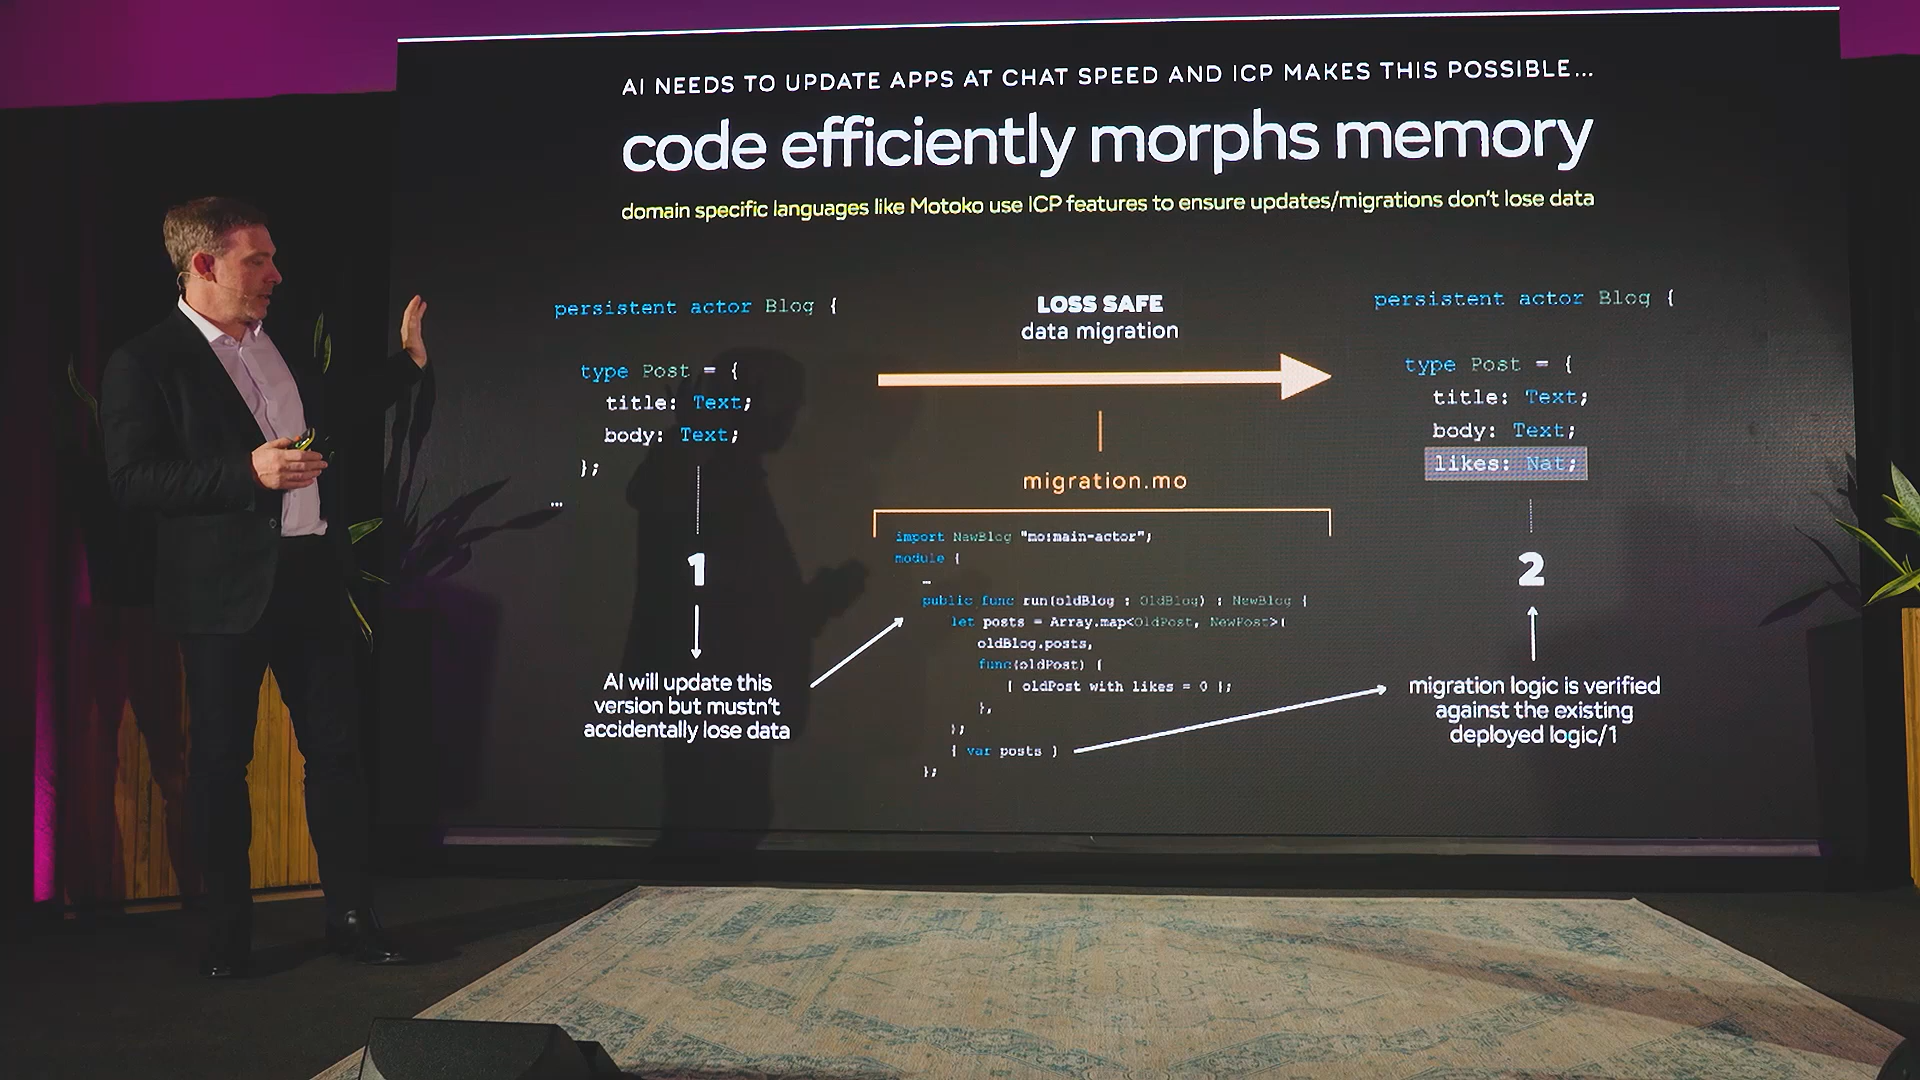 AI NEEDS TO UPDATE APPS AT CHAT SPEED AND ICP MAKES THIS POSSIBLE...
code efficiently morphs memory
domain specific languages like Motoko use ICP features to ensure updates/migrations don't lose data
persistent actor Blog {
type Post = {
title: Text;
body: Text;
};
...
1
AI will update this
version but mustn't
accidentally lose data
LOSS SAFE
data migration
migration.mo
import NewBlog "mo:main-actor";
module {
…
public func run(oldBlog : OldBlog) : NewBlog {
let posts = Array.map<OldPost, NewPost>(
oldBlog.posts,
func(oldPost) {
{ oldPost with likes = 0 };
},
);
{ var posts }
};
persistent actor Blog {
type Post = {
title: Text;
body: Text;
likes: Nat;
2
migration logic is verified
against the existing
deployed logic/1